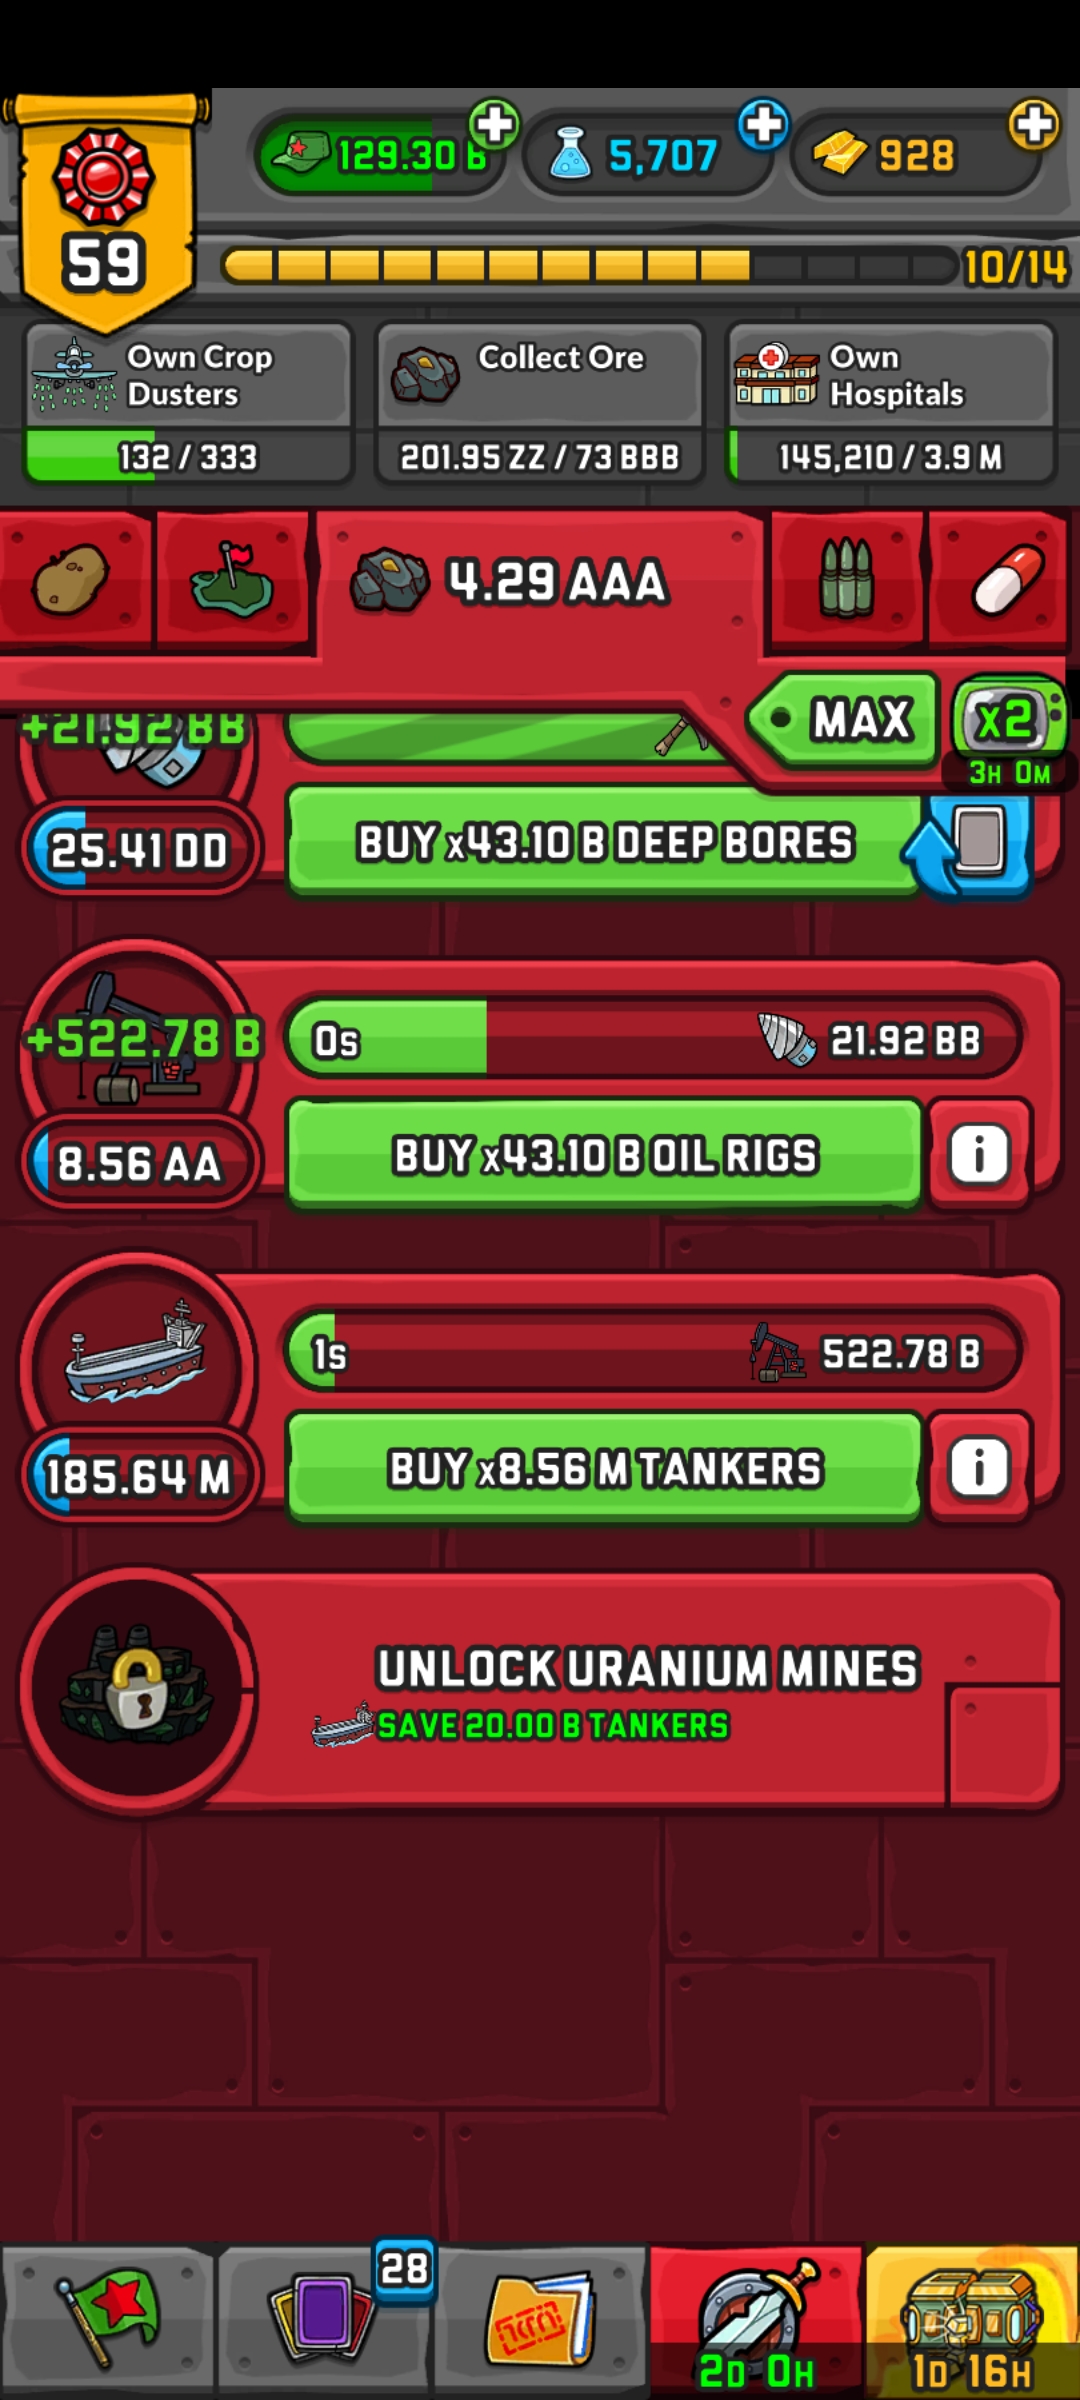 59
129.30 B
5,707
928
10/14
Own Crop
Dusters
132 / 333
Collect Ore
201.95 ZZ / 73 BBB
Own
Hospitals
145,210 / 3.9 M
4.29 AAA
MAX
x2
3H 0M
+21.92 BB
25.41 DD
BUY x43.10 B DEEP BORES
+522.78 B
0s
21.92 BB
8.56 AA
BUY x43.10 B OIL RIGS
i
1s
522.78 B
185.64 M
BUY x8.56 M TANKERS
i
UNLOCK URANIUM MINES
SAVE 20.00 B TANKERS
28
2D 0H
1D 16H